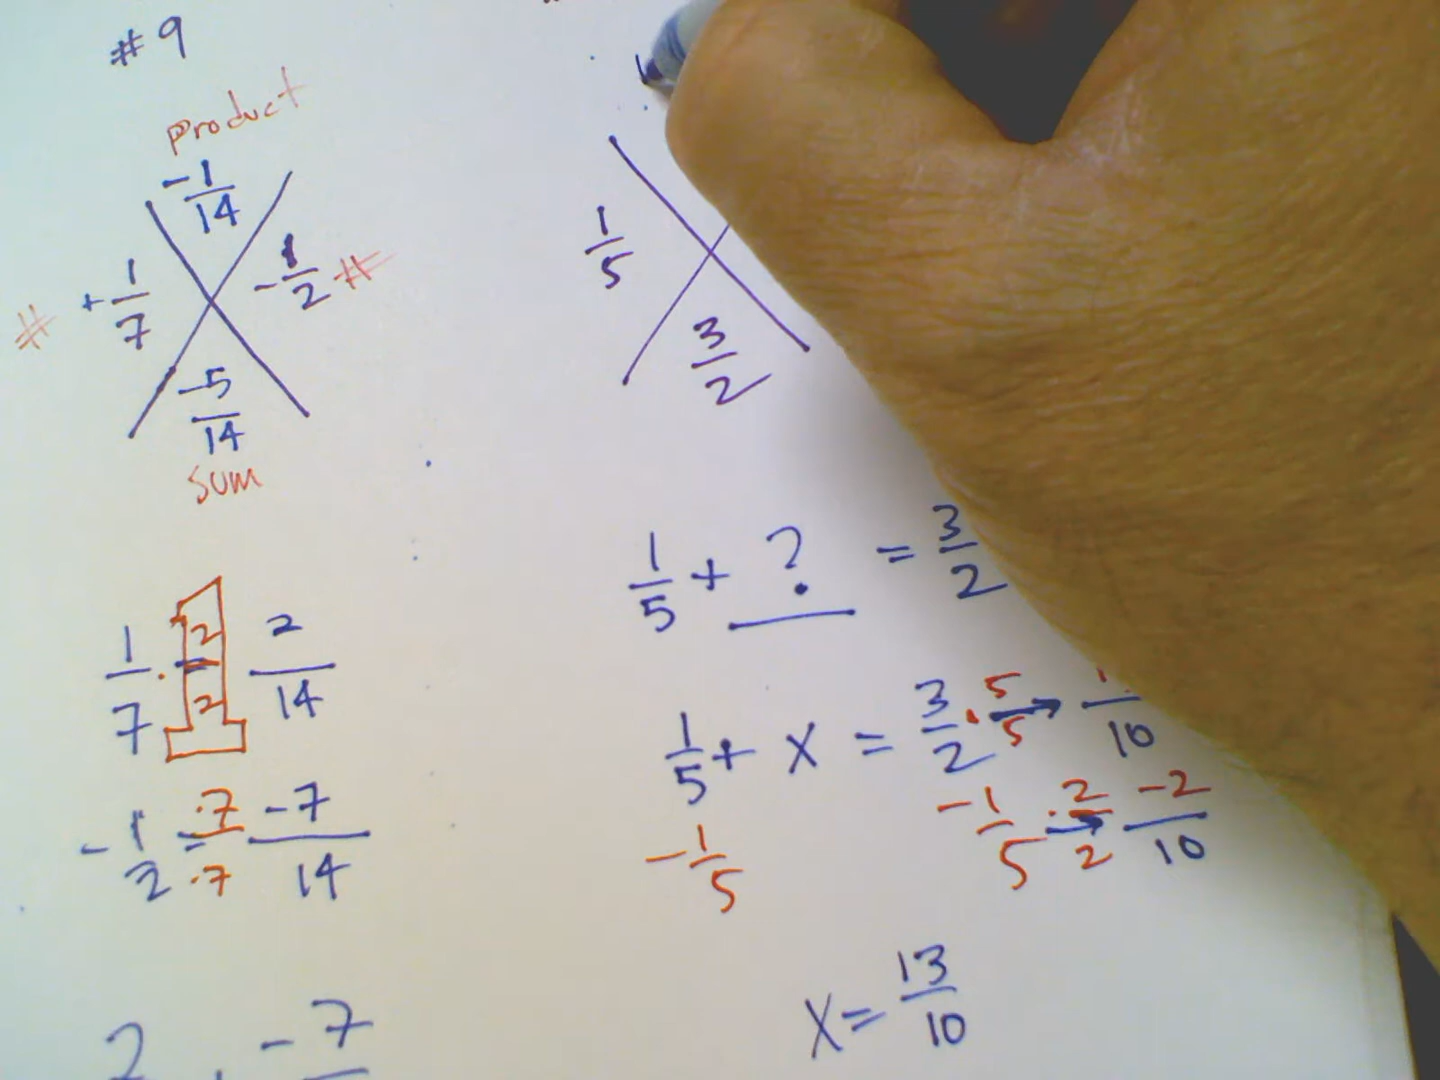 #9
product
-1/14
# +1/7 -1/2 #
-5/14
sum
1/7 · 2/2 = 2/14
-1/2 = ·7/·7 -7/14
2 + -7
1/5
3/2
1/5 + ? = 3/2
1/5 + x = 3/2 · 5/5 → /10
-1/5 -1/5 ·2/2 → -2/10
x = 13/10